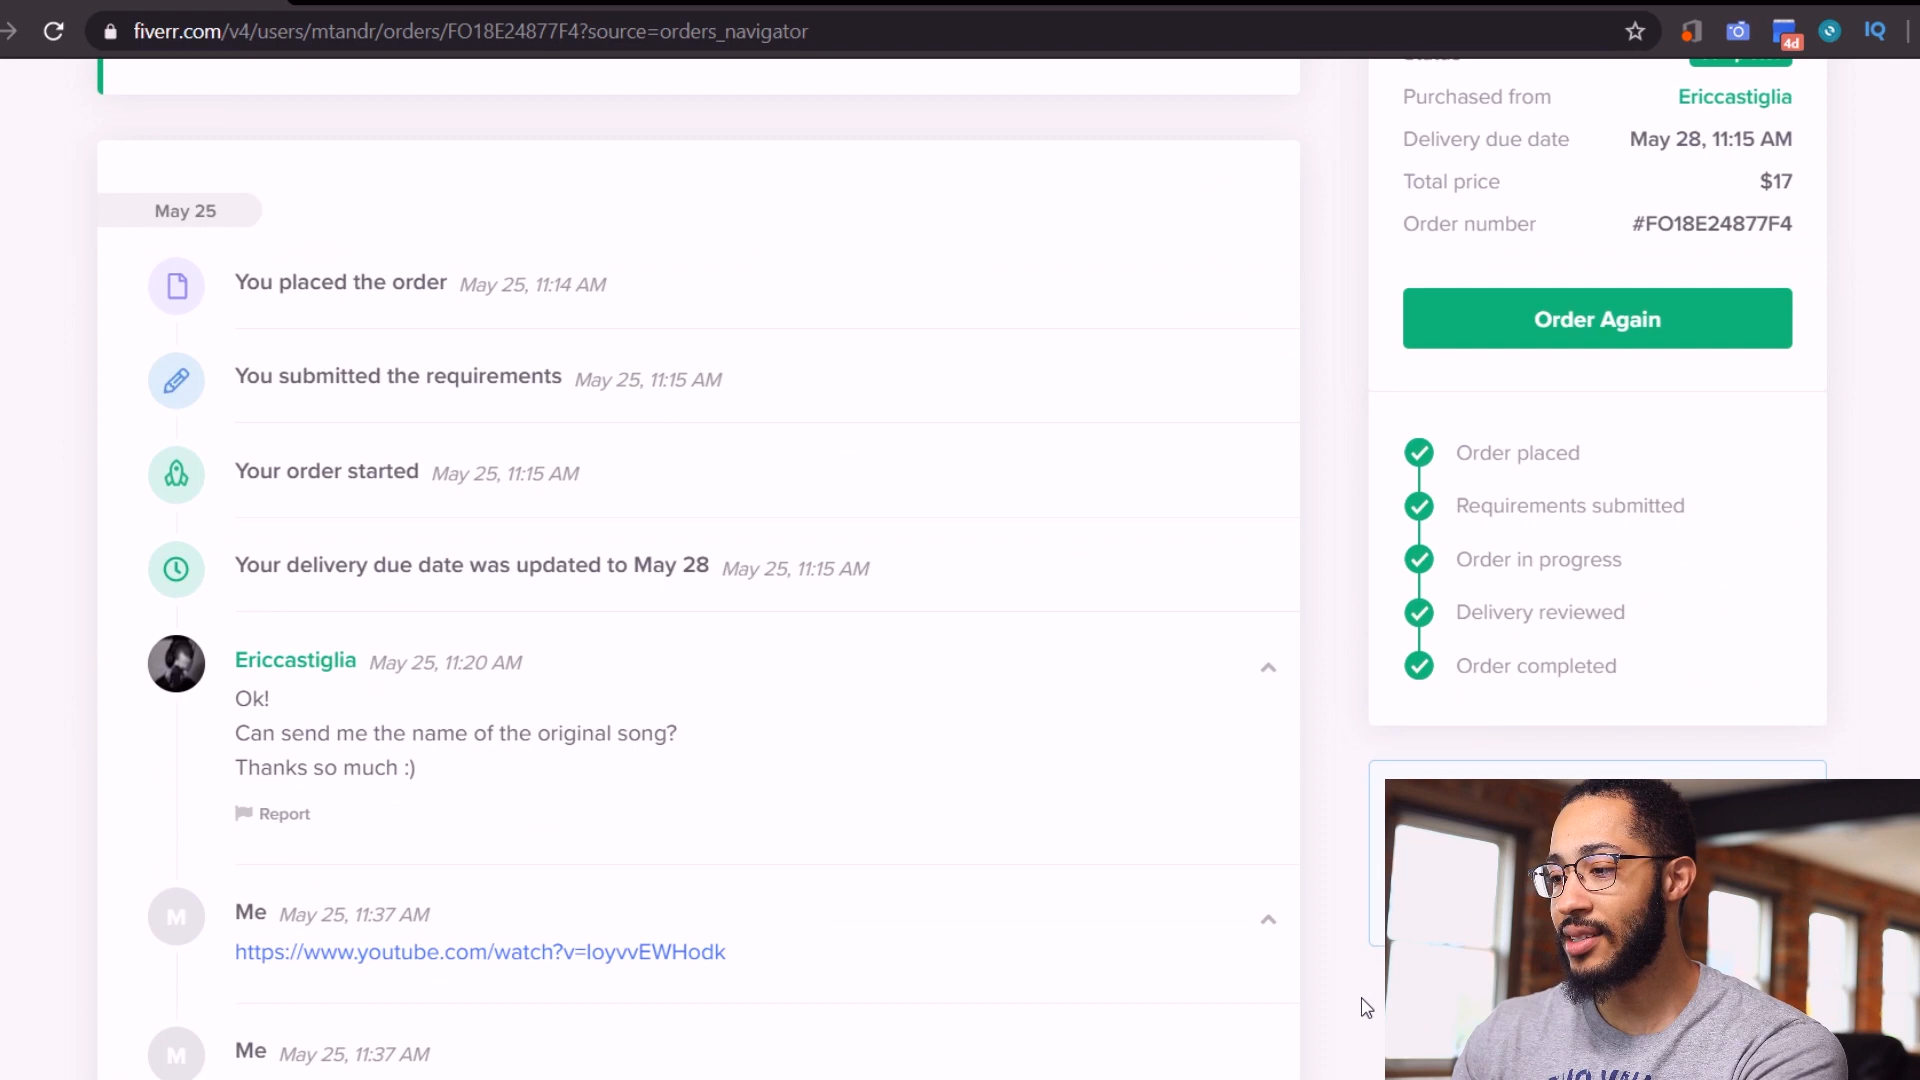 fiverr.com/v4/users/mtandr/orders/FO18E24877F4?source=orders_navigator
4d
IQ
Purchased from Ericcastiglia
Delivery due date May 28, 11:15 AM
Total price $17
Order number #FO18E24877F4
Order Again
Order placed
Requirements submitted
Order in progress
Delivery reviewed
Order completed
May 25
You placed the order May 25, 11:14 AM
You submitted the requirements May 25, 11:15 AM
Your order started May 25, 11:15 AM
Your delivery due date was updated to May 28 May 25, 11:15 AM
Ericcastiglia May 25, 11:20 AM
Ok!
Can send me the name of the original song?
Thanks so much :)
Report
M
Me May 25, 11:37 AM
https://www.youtube.com/watch?v=IoyvvEWHodk
M
Me May 25, 11:37 AM